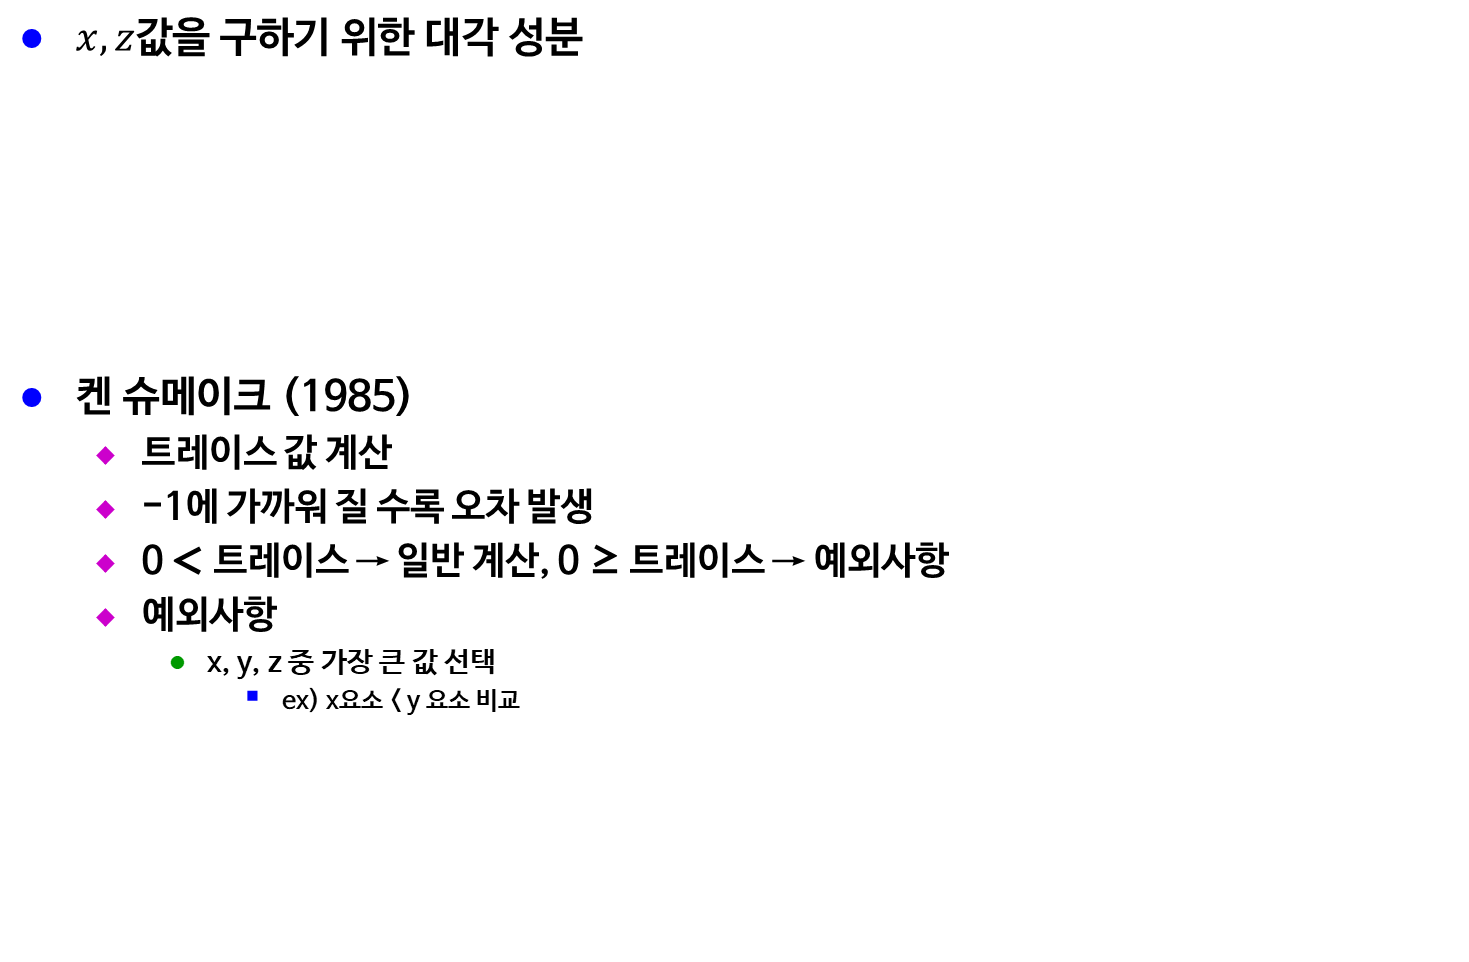 x, z값을 구하기 위한 대각 성분
켄 슈메이크 (1985)
트레이스 값 계산
-1에 가까워 질 수록 오차 발생
0 < 트레이스 → 일반 계산, 0 ≥ 트레이스 → 예외사항
예외사항
x, y, z 중 가장 큰 값 선택
ex) x요소 < y 요소 비교